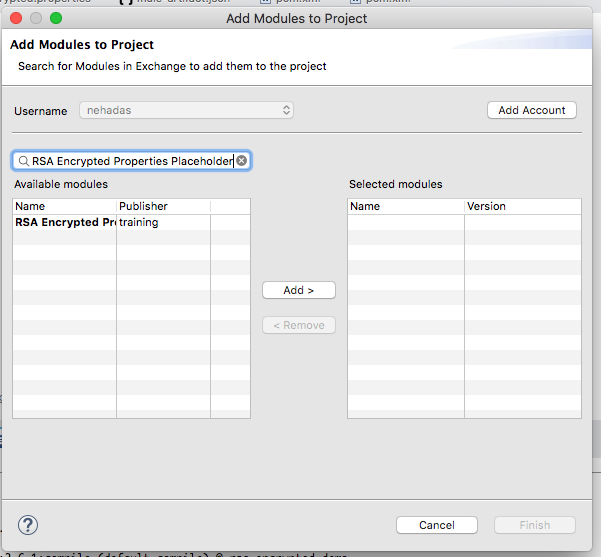 Add Modules to Project
Add Modules to Project
Search for Modules in Exchange to add them to the project
Username
nehadas
Add Account
RSA Encrypted Properties Placeholder
Available modules
Selected modules
Name Publisher
Name Version
RSA Encrypted Pr training
Add >
< Remove
?
Cancel
Finish